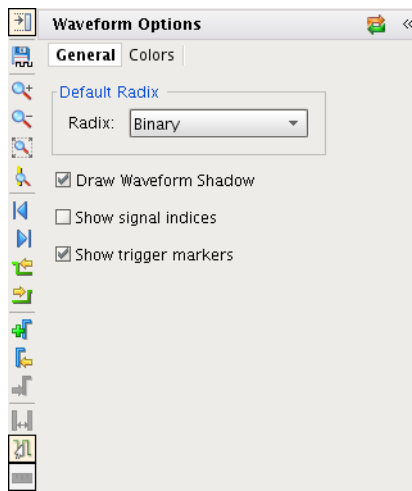 Waveform Options
General Colors
Default Radix
Radix: Binary
Draw Waveform Shadow
Show signal indices
Show trigger markers